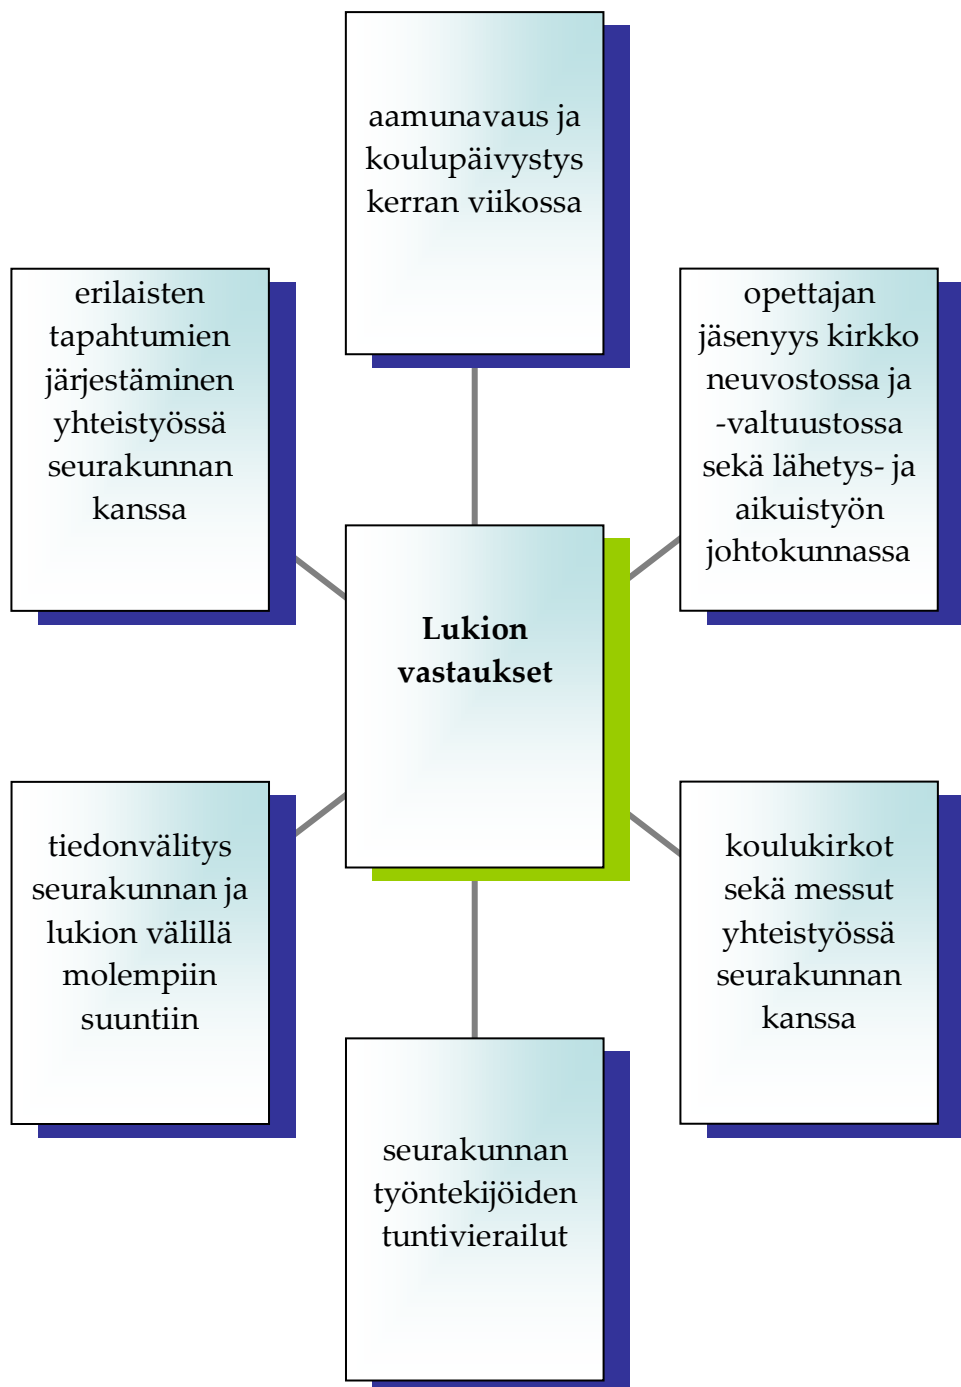 aamunavaus ja
koulupäivystys
kerran viikossa
erilaisten
tapahtumien
järjestäminen
yhteistyössä
seurakunnan
kanssa
opettajan
jäsenyys kirkko
neuvostossa ja
-valtuustossa
sekä lähetys- ja
aikuistyön
johtokunnassa
Lukion
vastaukset
tiedonvälitys
seurakunnan ja
lukion välillä
molempiin
suuntiin
koulukirkot
sekä messut
yhteistyössä
seurakunnan
kanssa
seurakunnan
työntekijöiden
tuntivierailut